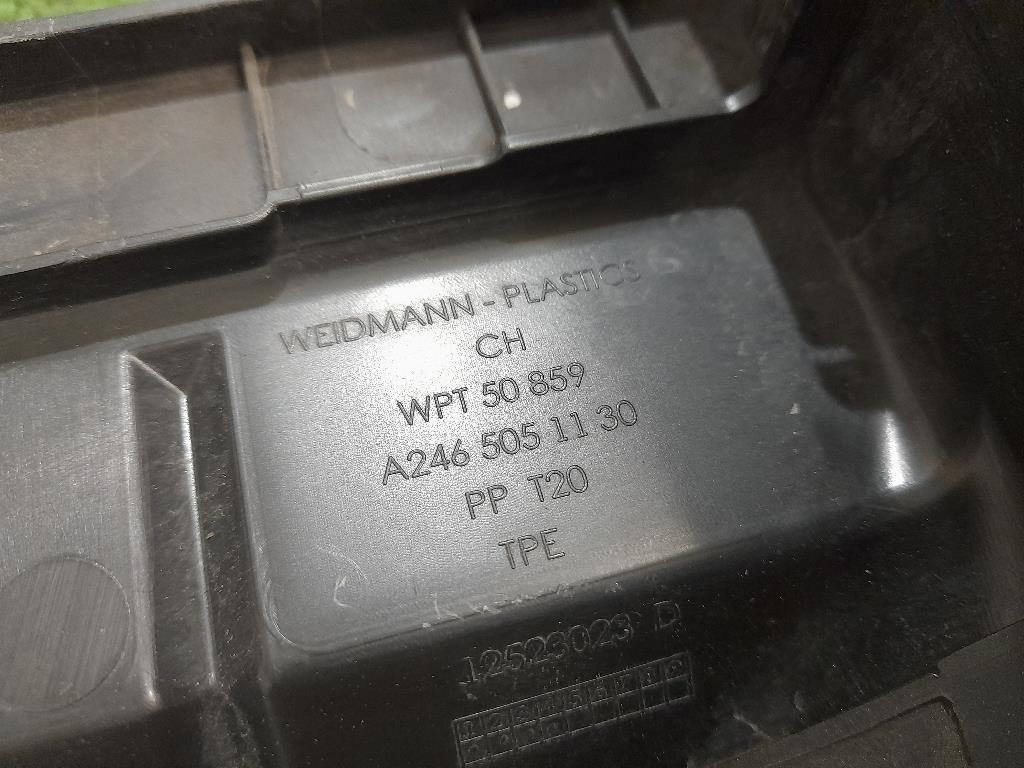 WEIDMANN - PLASTICS
CH
WPT 50 859
A246 505 11 30
PP T20
TPE
12523023 D